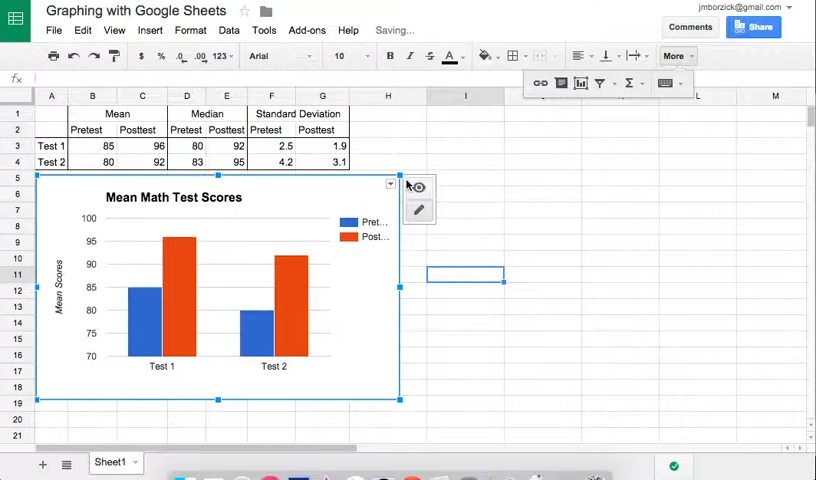 Graphing with Google Sheets
jmborzick@gmail.com
File Edit View Insert Format Data Tools Add-ons Help Saving...
Comments Share
$ % .0 .00 123 Arial 10 B I S A More
fx
A B C D E F G H I L M
1 Mean Median Standard Deviation
2 Pretest Posttest Pretest Posttest Pretest Posttest
3 Test 1 85 96 80 92 2.5 1.9
4 Test 2 80 92 83 95 4.2 3.1
5
6
7
8
9
10
11
12
13
14
15
16
17
18
19
20
21
Mean Math Test Scores
Mean Scores
100
95
90
85
80
75
70
Test 1 Test 2
Pret...
Post...
Sheet1